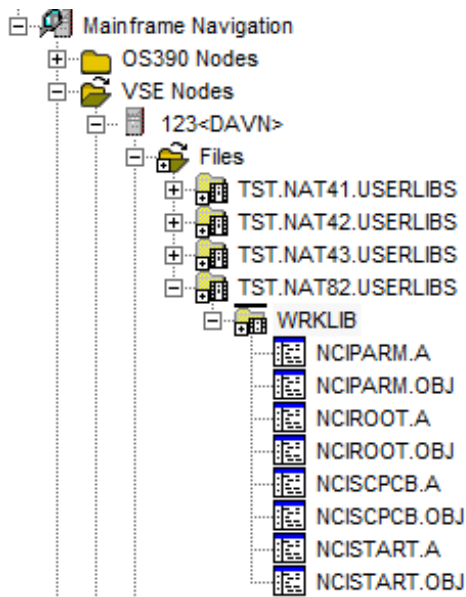 Mainframe Navigation
OS390 Nodes
VSE Nodes
123<DAVN>
Files
TST.NAT41.USERLIBS
TST.NAT42.USERLIBS
TST.NAT43.USERLIBS
TST.NAT82.USERLIBS
WRKLIB
NCIPARM.A
NCIPARM.OBJ
NCIROOT.A
NCIROOT.OBJ
NCISCPCB.A
NCISCPCB.OBJ
NCISTART.A
NCISTART.OBJ